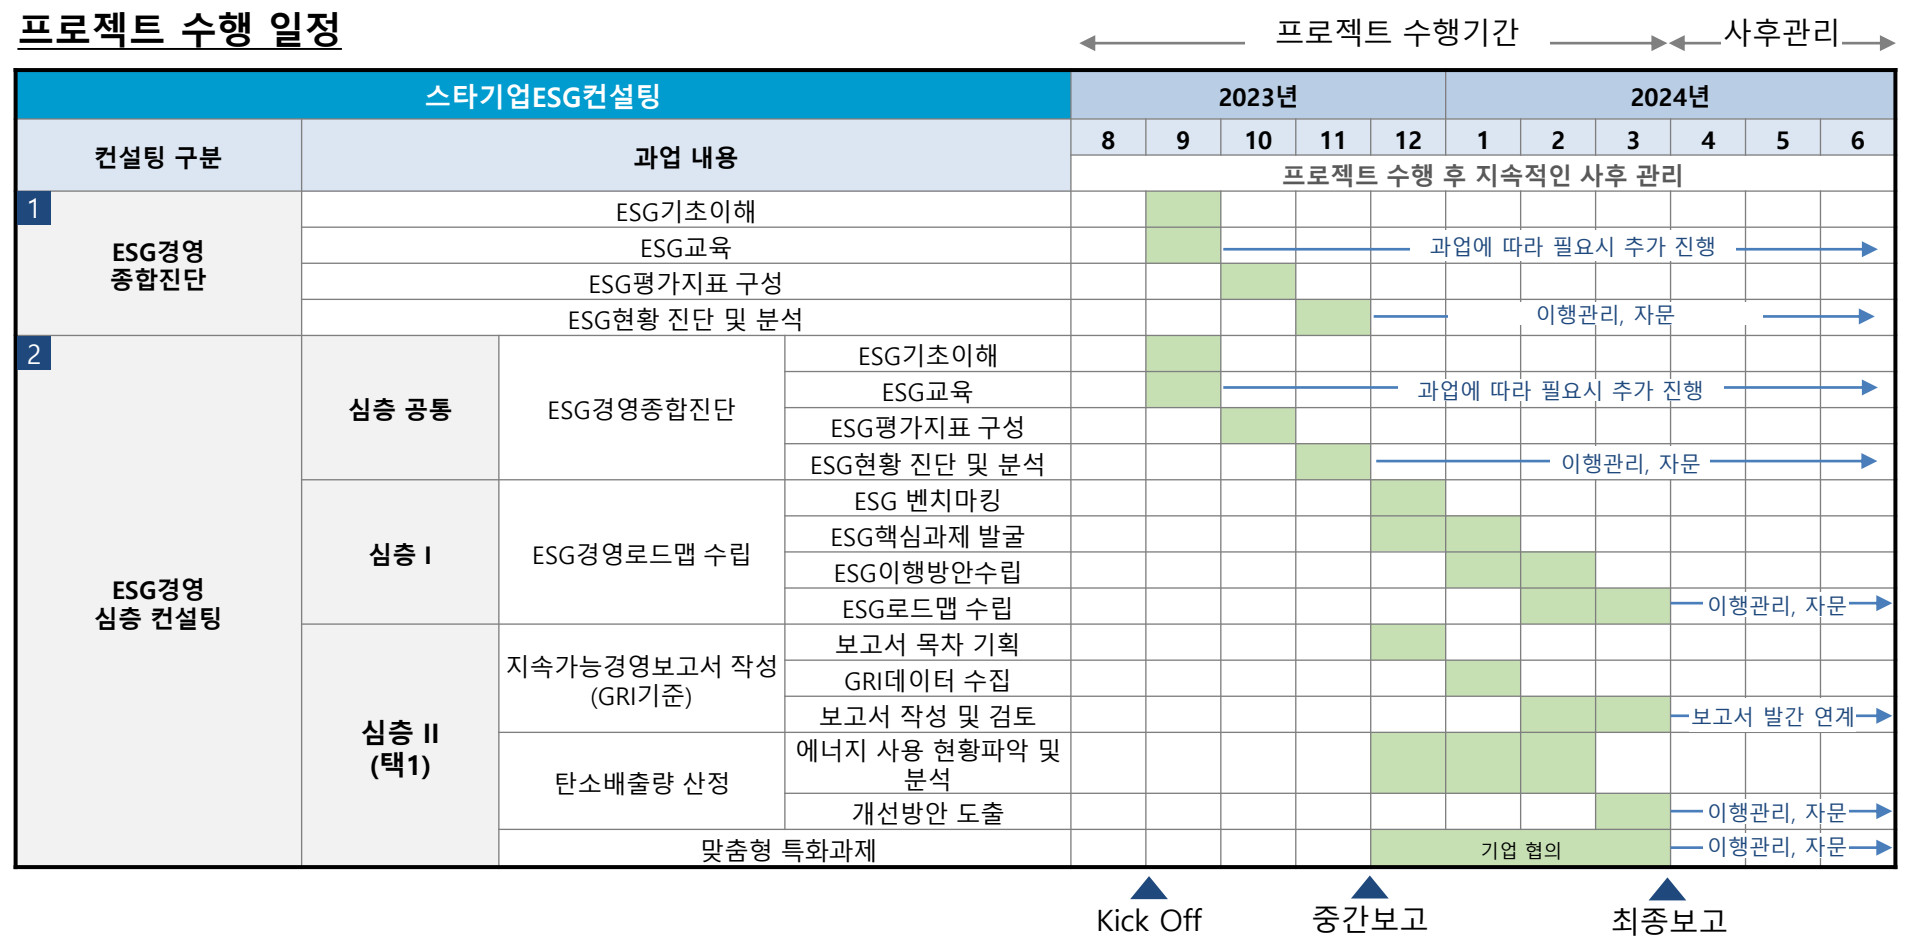 프로젝트 수행 일정
프로젝트 수행기간
사후관리
스타기업ESG컨설팅
2023년
2024년
컨설팅 구분
과업 내용
8 9 10 11 12 1 2 3 4 5 6
프로젝트 수행 후 지속적인 사후 관리
1
ESG경영
종합진단
ESG기초이해
ESG교육
과업에 따라 필요시 추가 진행
ESG평가지표 구성
ESG현황 진단 및 분석
이행관리, 자문
2
ESG경영
심층 컨설팅
심층 공통
ESG경영종합진단
ESG기초이해
ESG교육
과업에 따라 필요시 추가 진행
ESG평가지표 구성
ESG현황 진단 및 분석
이행관리, 자문
심층 I
ESG경영로드맵 수립
ESG 벤치마킹
ESG핵심과제 발굴
ESG이행방안수립
ESG로드맵 수립
이행관리, 자문
심층 II
(택1)
지속가능경영보고서 작성
(GRI기준)
보고서 목차 기획
GRI데이터 수집
보고서 작성 및 검토
보고서 발간 연계
탄소배출량 산정
에너지 사용 현황파악 및
분석
개선방안 도출
이행관리, 자문
맞춤형 특화과제
기업 협의
이행관리, 자문
Kick Off
중간보고
최종보고